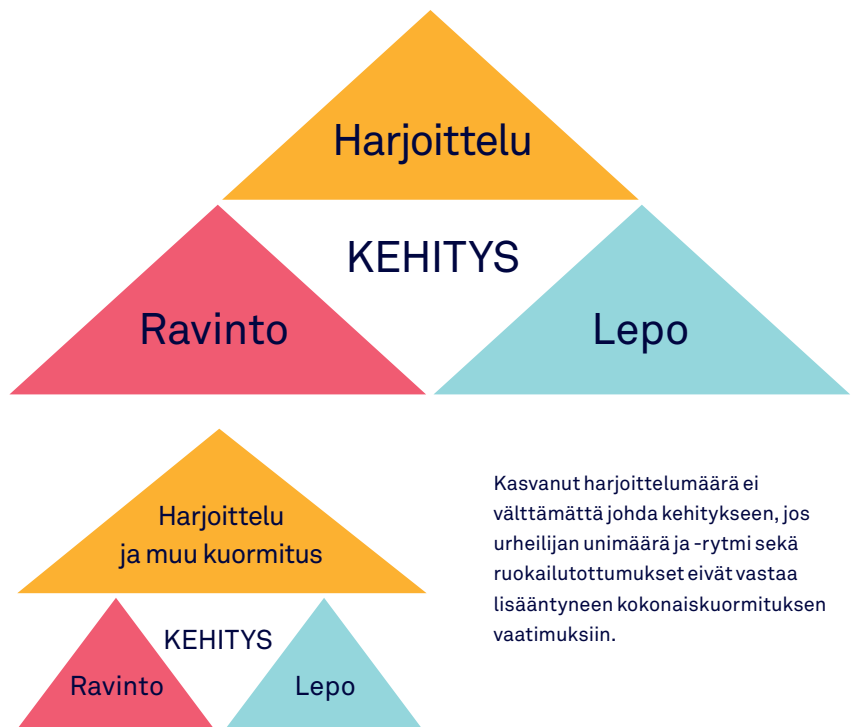 Harjoittelu
KEHITYS
Ravinto
Lepo
Harjoittelu
ja muu kuormitus
KEHITYS
Ravinto
Lepo
Kasvanut harjoittelumäärä ei
välttämättä johda kehitykseen, jos
urheilijan unimäärä ja -rytmi sekä
ruokailutottumukset eivät vastaa
lisääntyneen kokonaiskuormituksen
vaatimuksiin.